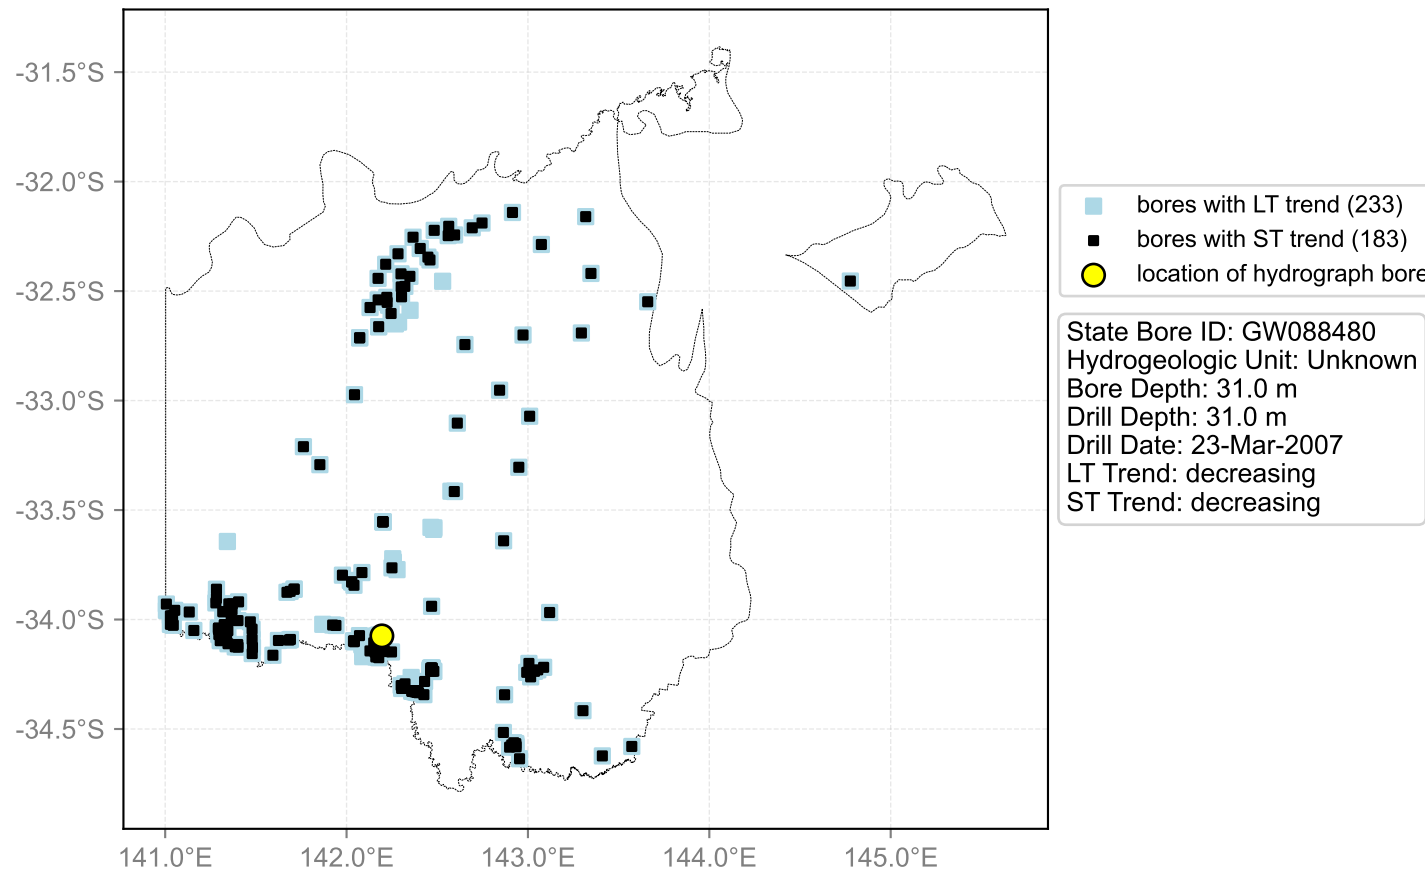 -31.5°S
-32.0°S
-32.5°S
-33.0°S
-33.5°S
-34.0°S
-34.5°S
141.0°E
142.0°E
143.0°E
144.0°E
145.0°E
bores with LT trend (233)
bores with ST trend (183)
location of hydrograph bore
State Bore ID: GW088480
Hydrogeologic Unit: Unknown
Bore Depth: 31.0 m
Drill Depth: 31.0 m
Drill Date: 23-Mar-2007
LT Trend: decreasing
ST Trend: decreasing